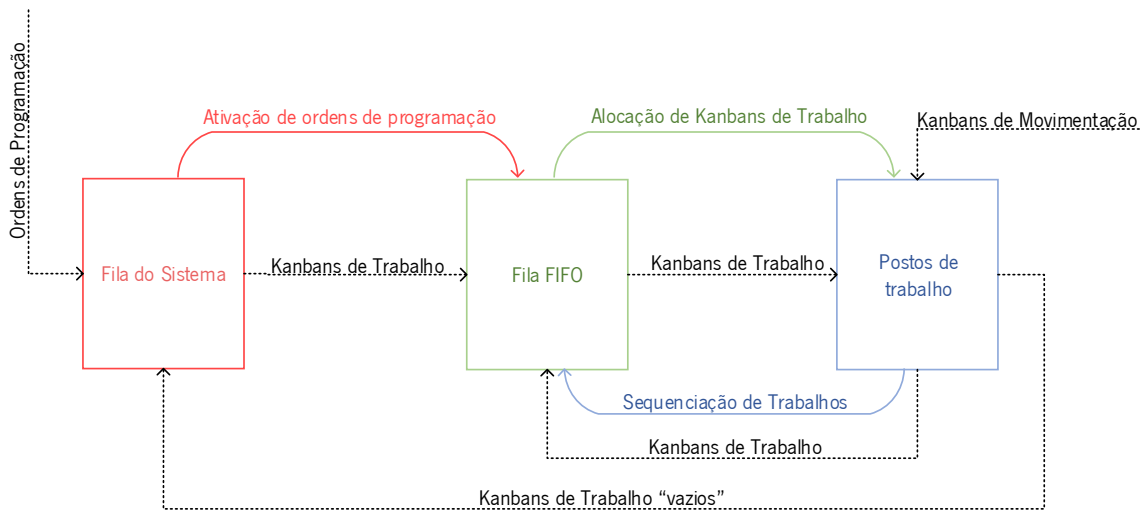 Ordens de Programação
Ativação de ordens de programação
Alocação de Kanbans de Trabalho
Kanbans de Movimentação
Fila do Sistema
Kanbans de Trabalho
Fila FIFO
Kanbans de Trabalho
Postos de
trabalho
Sequenciação de Trabalhos
Kanbans de Trabalho
Kanbans de Trabalho “vazios”